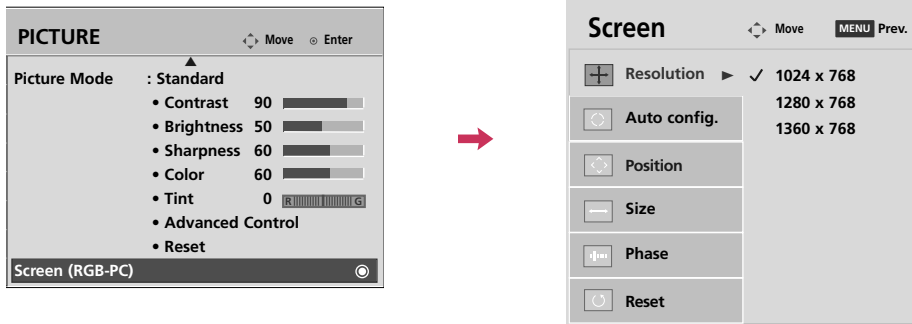 PICTURE Move Enter
Picture Mode : Standard
• Contrast 90
• Brightness 50
• Sharpness 60
• Color 60
• Tint 0 R G
• Advanced Control
• Reset
Screen (RGB-PC)
Screen Move MENU Prev.
Resolution ► ✓ 1024 x 768
1280 x 768
Auto config.
1360 x 768
Position
Size
Phase
Reset